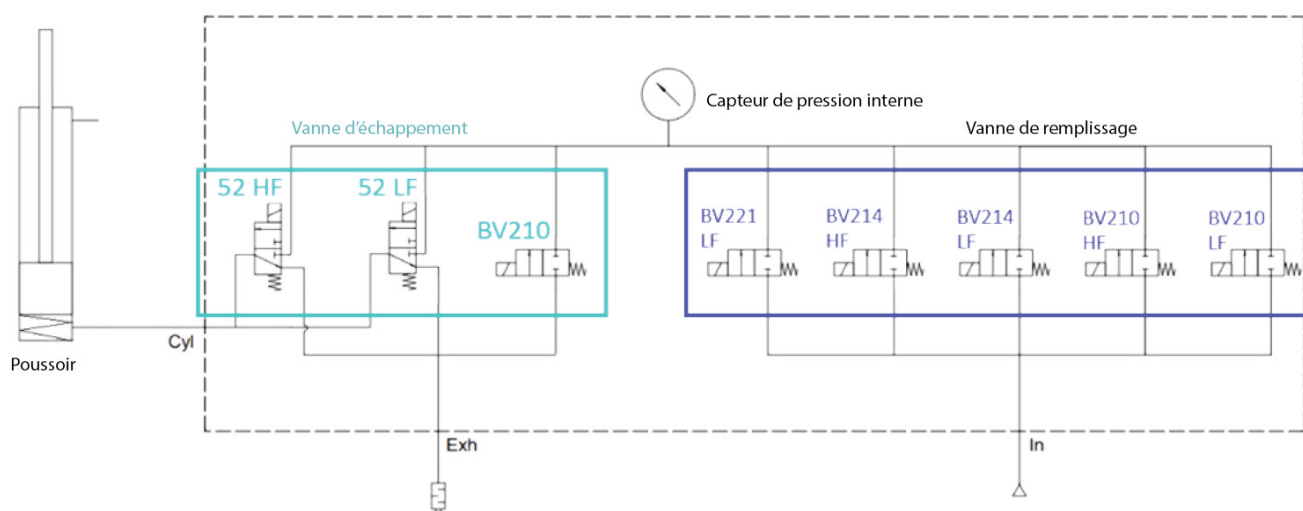 Capteur de pression interne
Vanne d’échappement
Vanne de remplissage
52 HF
52 LF
BV210
BV221
LF
BV214
HF
BV214
LF
BV210
HF
BV210
LF
Cyl
Poussoir
Exh
In